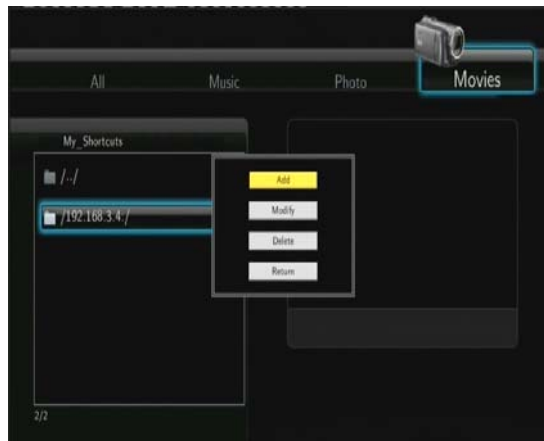 All Music Photo Movies
My_Shortcuts
/../
/192.168.3.4:/
Add
Modify
Delete
Return
2/2